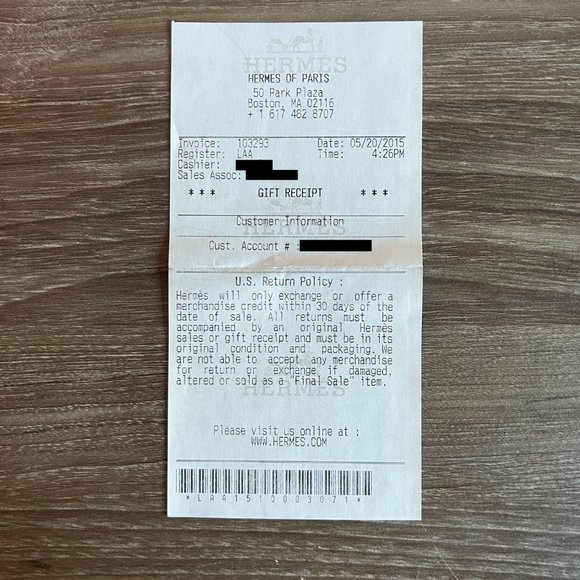 HERMÈS
HERMES OF PARIS
50 Park Plaza
Boston, MA 02116
+ 1 617 482 8707
Invoice: 103293 Date: 05/20/2015
Register: LAA Time: 4:26PM
Cashier:
Sales Assoc:
* * * GIFT RECEIPT * * *
Customer Information
HERMÈS
Cust. Account # :
U.S. Return Policy :
Hermès will only exchange or offer a
merchandise credit within 30 days of the
date of sale. All returns must be
accompanied by an original Hermès
sales or gift receipt and must be in its
original condition and packaging. We
are not able to accept any merchandise
for return or exchange if damaged,
altered or sold as a "Final Sale" item.
HERMÈS
Please visit us online at :
WWW.HERMES.COM
*LAA1510003071*